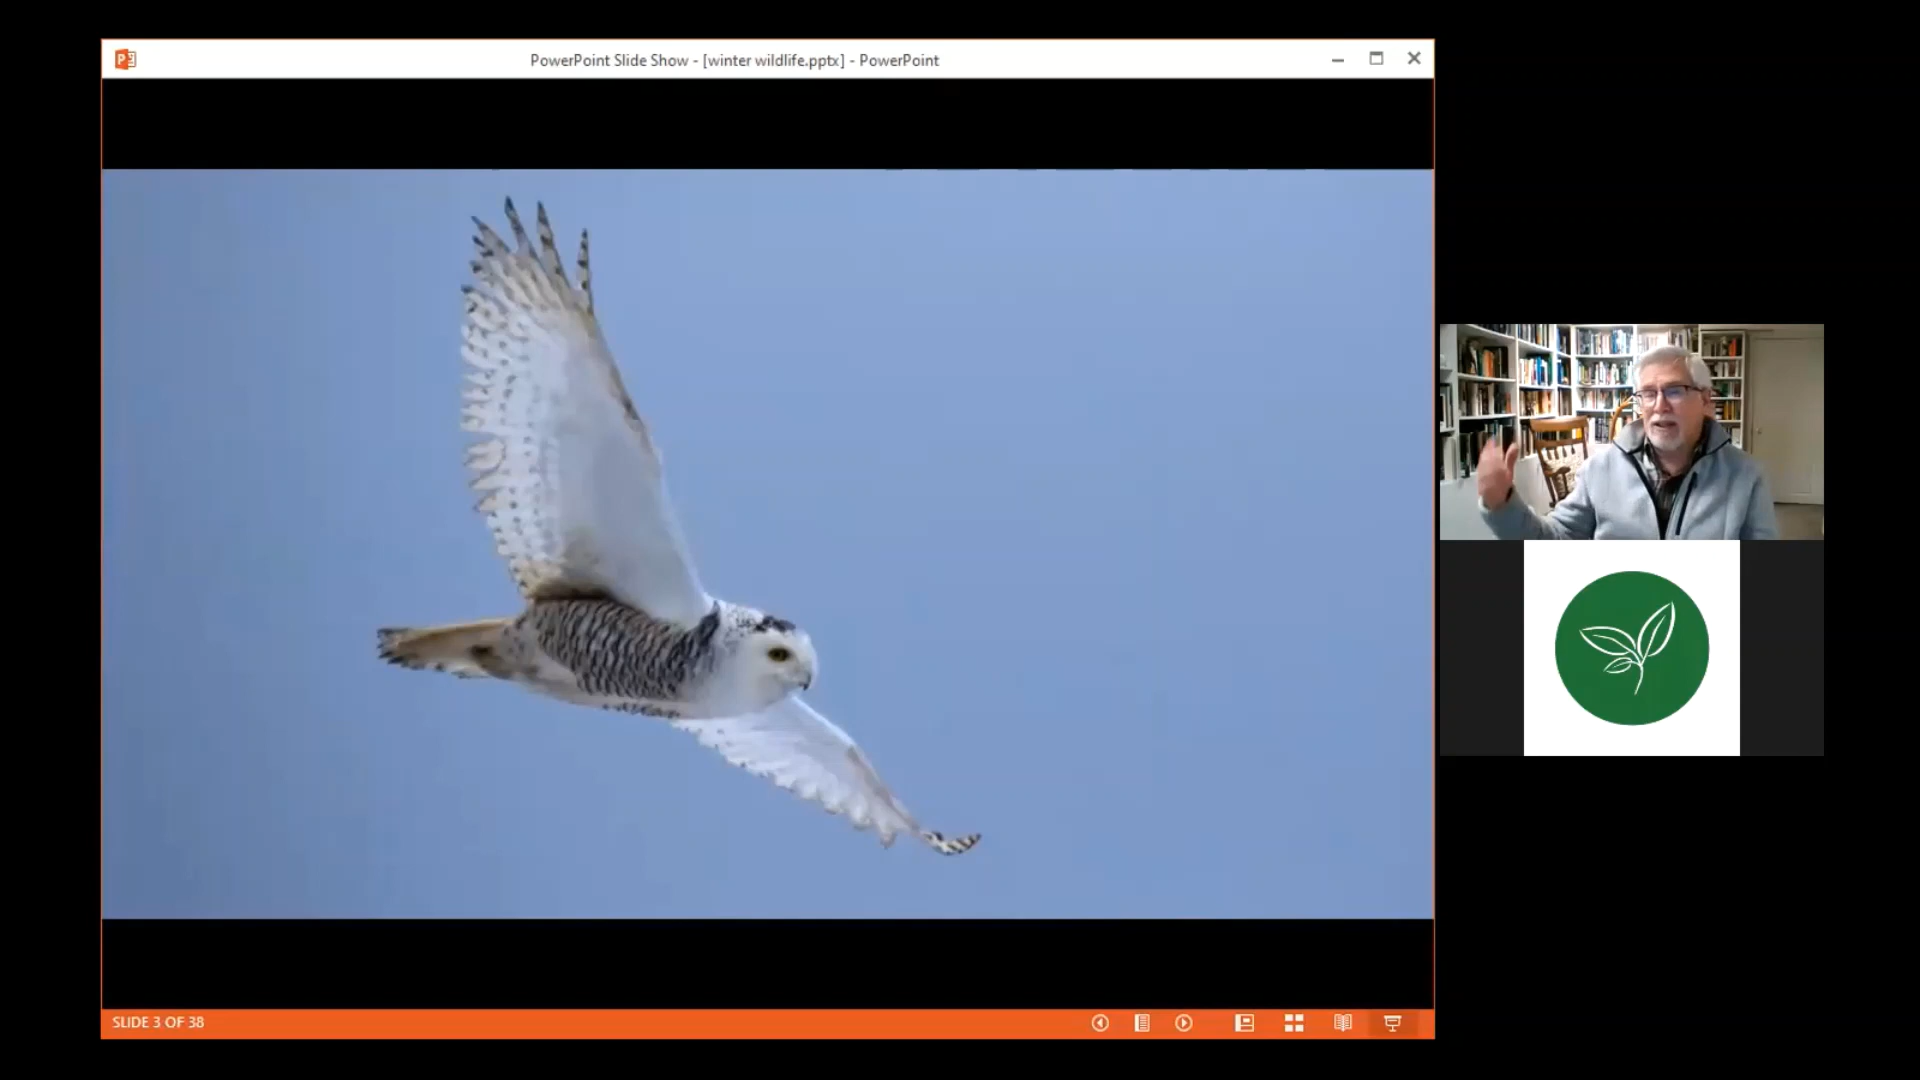 PowerPoint Slide Show - [winter wildlife.pptx] - PowerPoint
SLIDE 3 OF 38